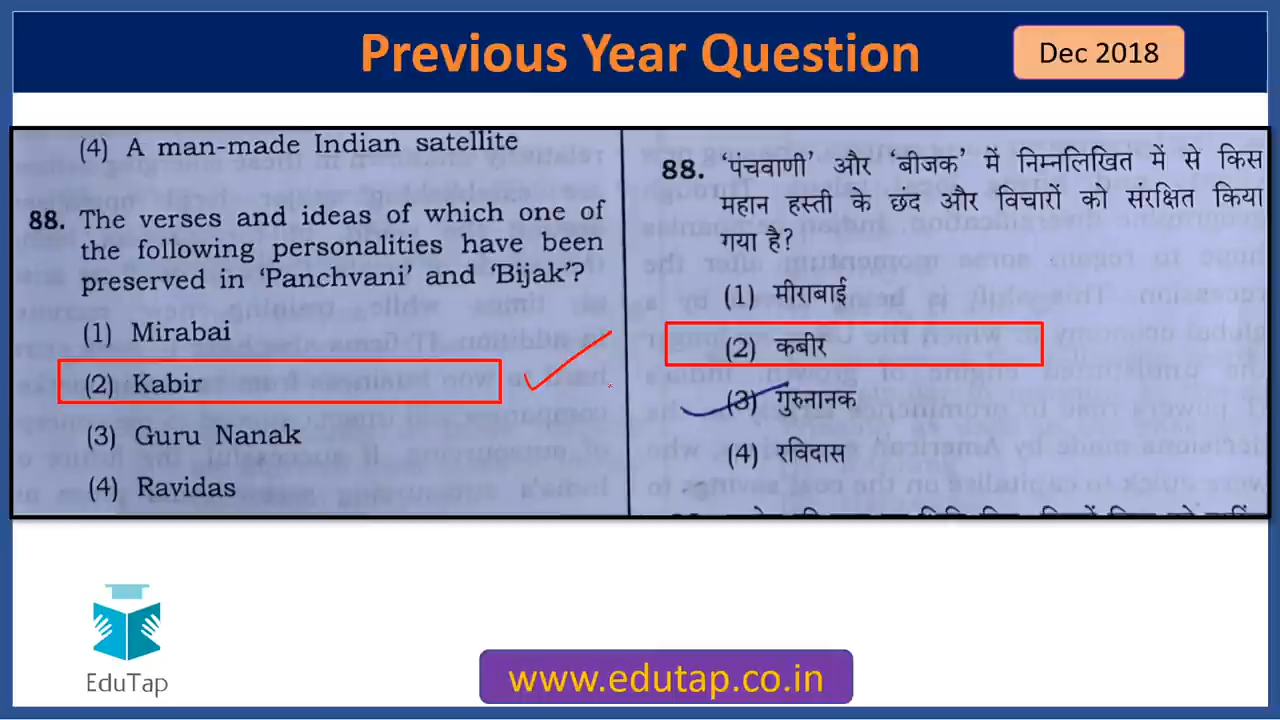 Previous Year Question
Dec 2018
(4) A man-made Indian satellite
88. The verses and ideas of which one of
the following personalities have been
preserved in ‘Panchvani’ and ‘Bijak’?
(1) Mirabai
(2) Kabir
(3) Guru Nanak
(4) Ravidas
88. ‘पंचवाणी’ और ‘बीजक’ में निम्नलिखित में से किस
महान हस्ती के छंद और विचारों को संरक्षित किया
गया है?
(1) मीराबाई
(2) कबीर
(3) गुरुनानक
(4) रविदास
EduTap
www.edutap.co.in